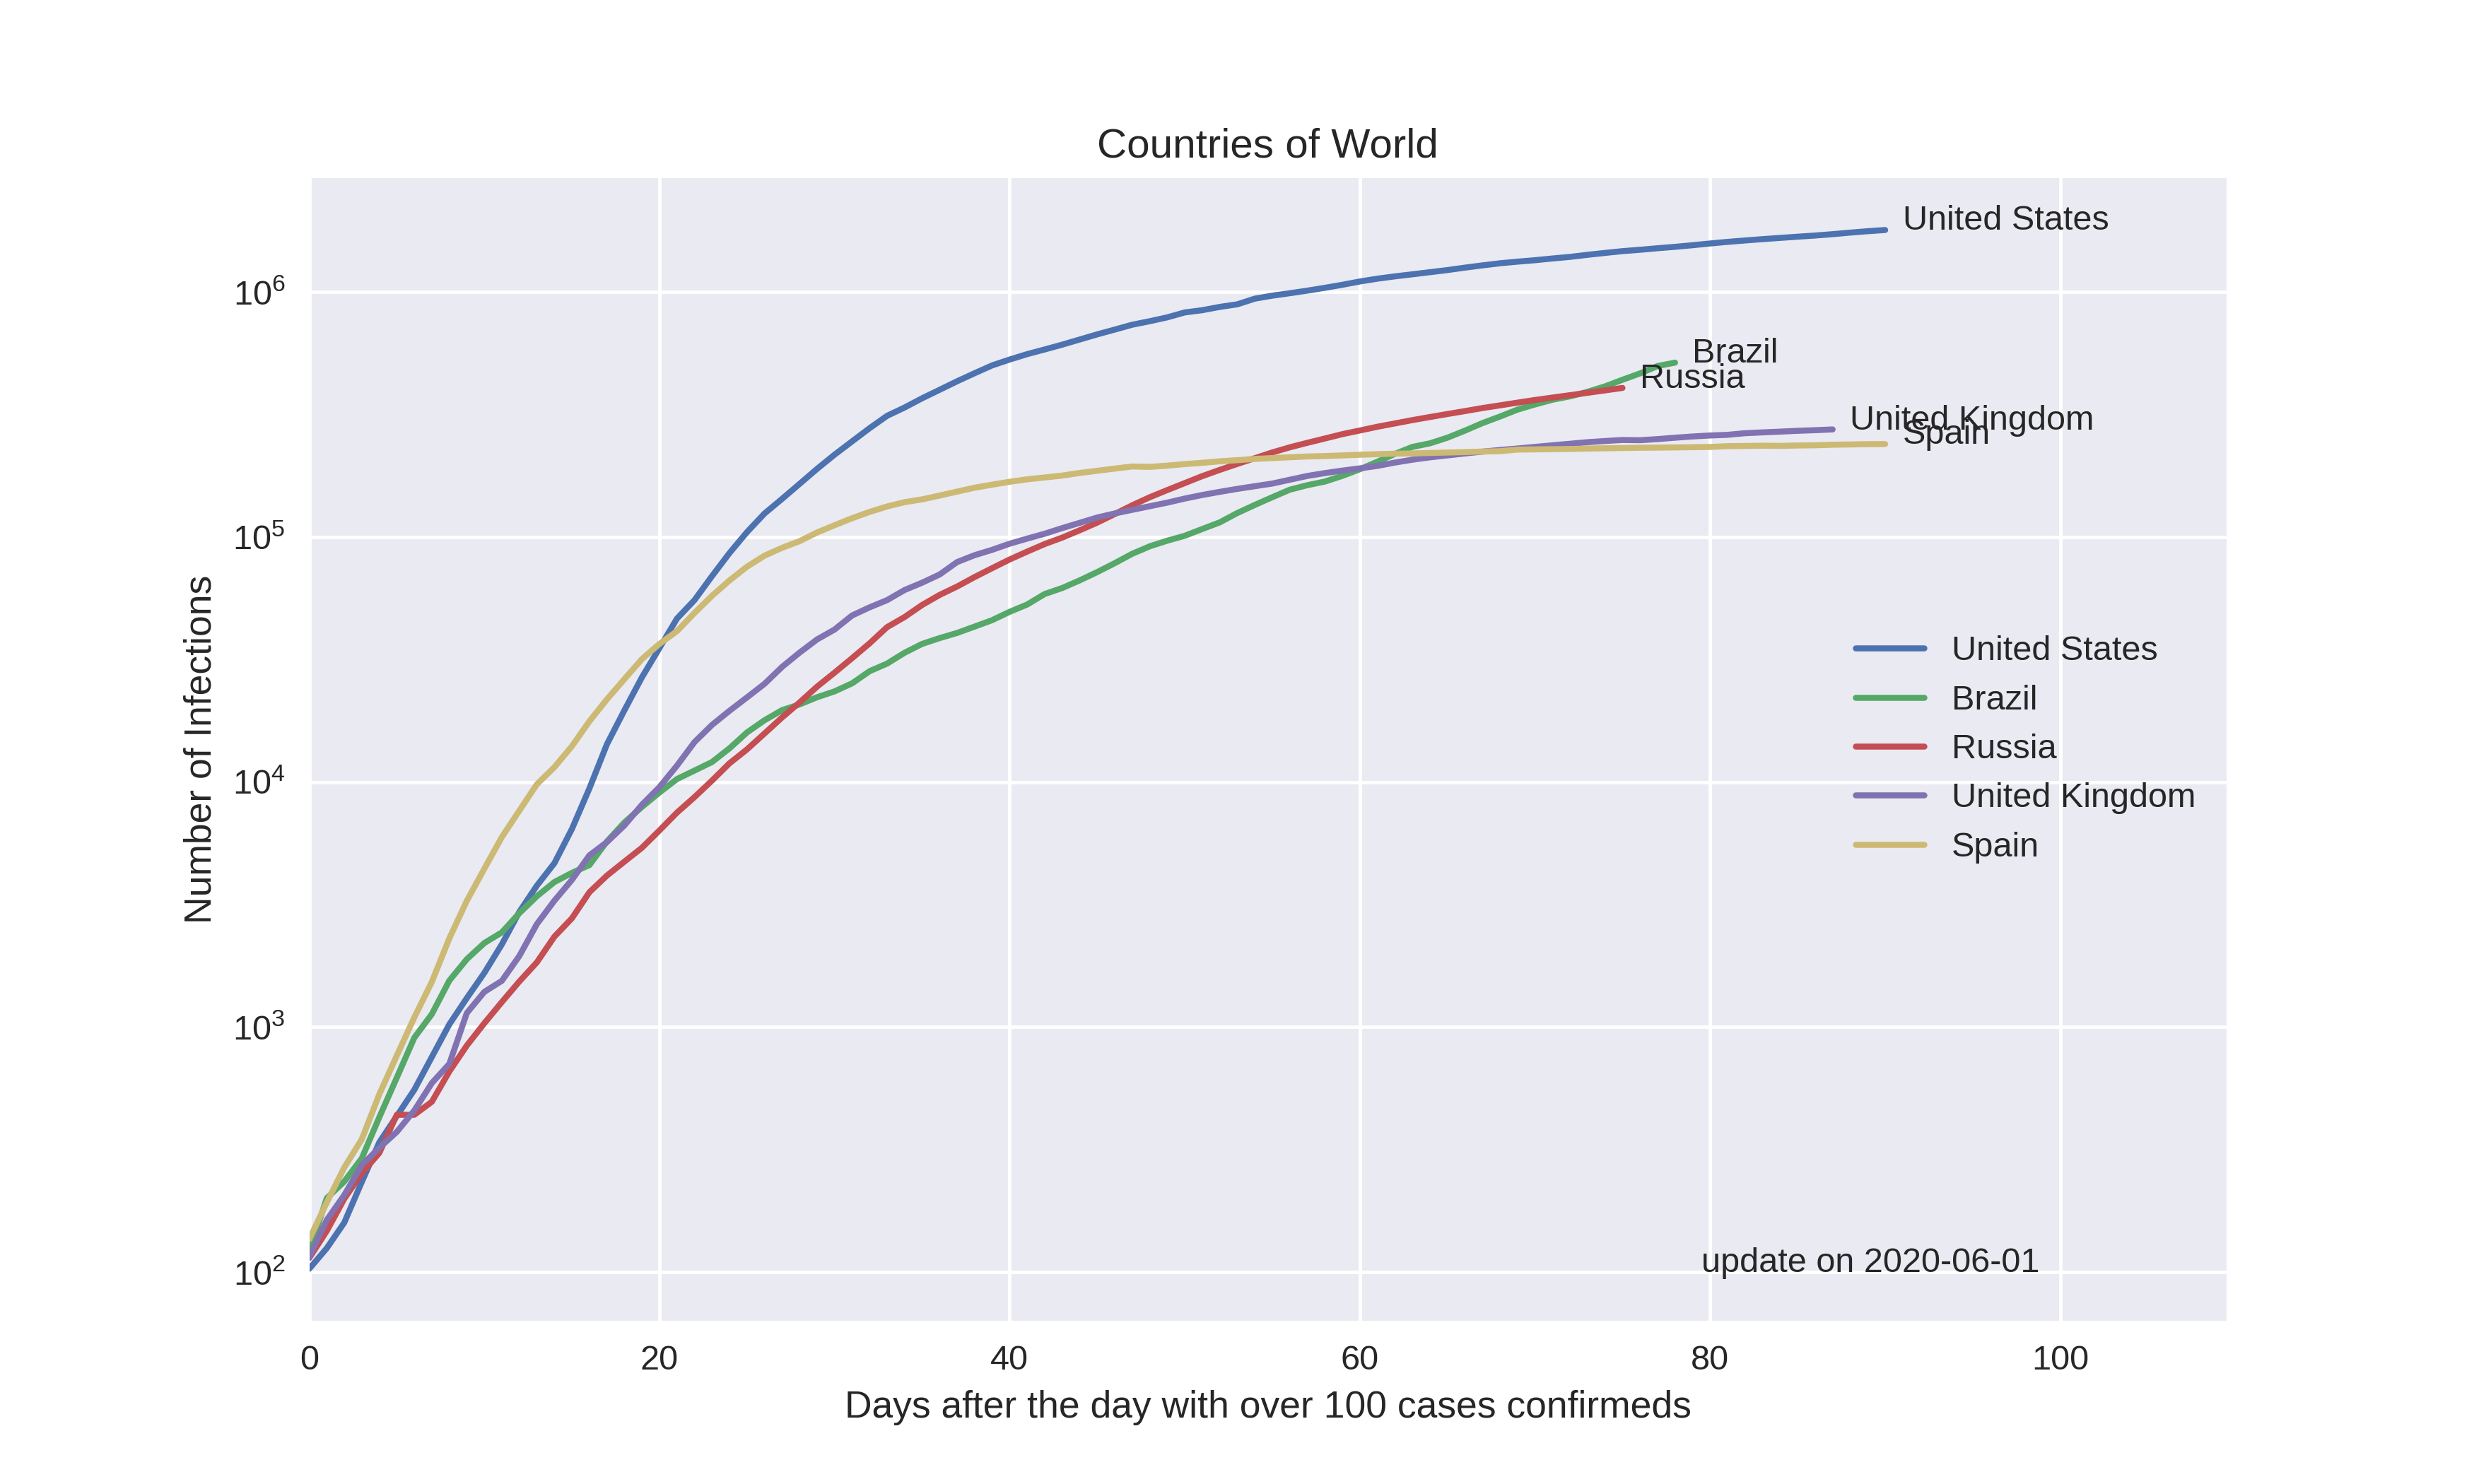 Countries of World
United States
Brazil
Russia
United Kingdom
Spain
10^6
10^5
10^4
10^3
10^2
Number of Infections
United States
Brazil
Russia
United Kingdom
Spain
update on 2020-06-01
0 20 40 60 80 100
Days after the day with over 100 cases confirmeds